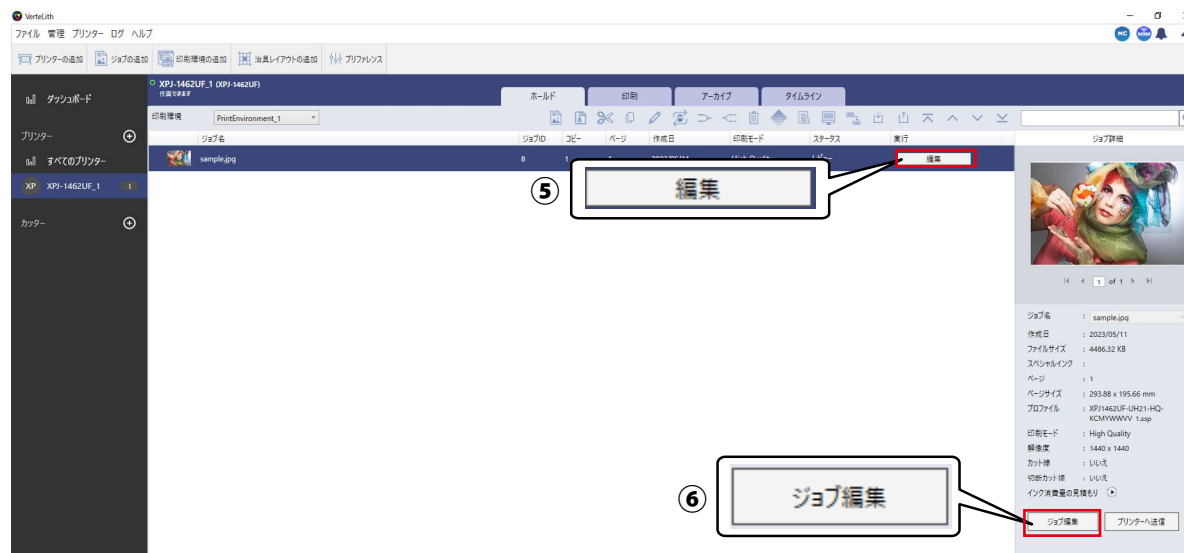 VerteLith
ファイル 管理 プリンター ログ ヘルプ
MC
プリンターの追加 ジョブの追加 印刷環境の追加 治具レイアウトの追加 プリファレンス
ダッシュボード
プリンター
すべてのプリンター
XP XPJ-1462UF_1 1
カッター
XPJ-1462UF_1 (XPJ-1462UF)
作画できます
ホールド 印刷 アーカイブ タイムライン
印刷環境 PrintEnvironment_1
ジョブ名 ジョブID コピー ページ 作成日 印刷モード ステータス 実行
sample.jpg 8 1 編集
⑤ 編集
ジョブ詳細
1 of 1
ジョブ名 : sample.jpg
作成日 : 2023/05/11
ファイルサイズ : 4486.32 KB
スペシャルインク :
ページ : 1
ページサイズ : 293.88 x 195.66 mm
プロファイル : XPJ1462UF-UH21-HQ-
KCMYWWVV 1.ssp
印刷モード : High Quality
解像度 : 1440 x 1440
カット線 : いいえ
切断カット線 : いいえ
インク消費量の見積もり
ジョブ編集 プリンターへ送信
⑥ ジョブ編集